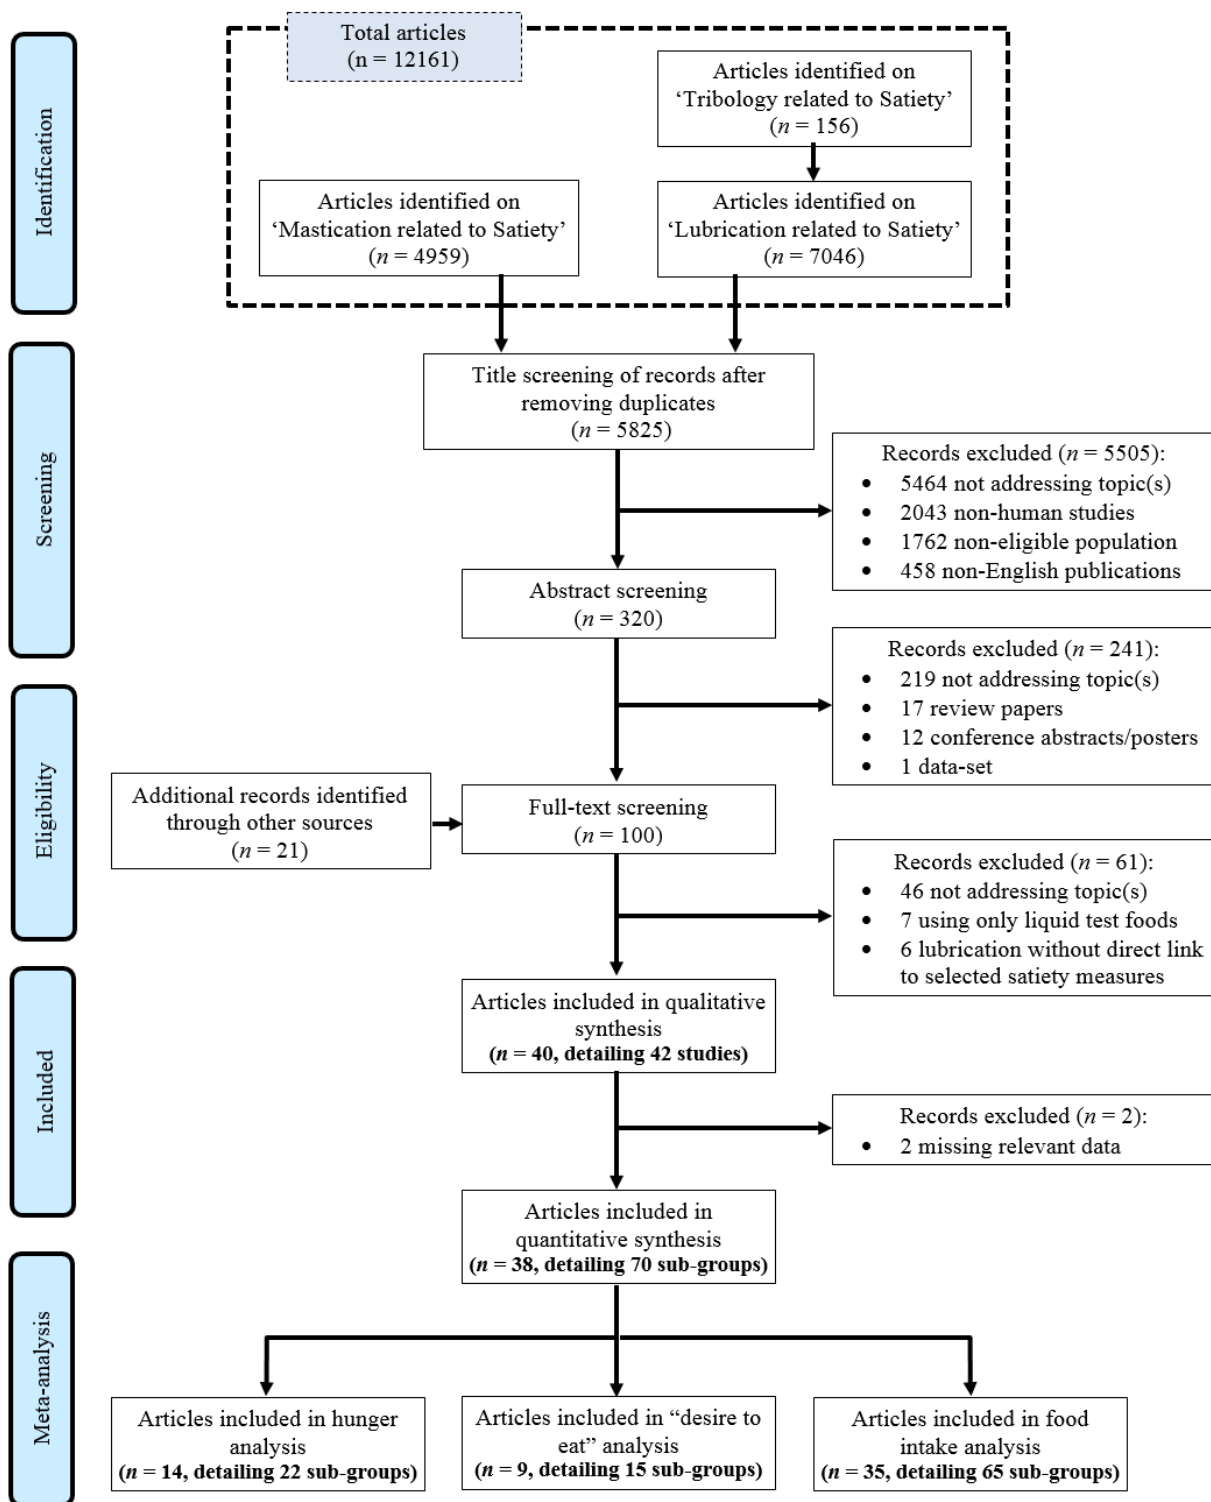 Identification
Total articles
(n = 12161)
Articles identified on
‘Tribology related to Satiety’
(n = 156)
Articles identified on
‘Mastication related to Satiety’
(n = 4959)
Articles identified on
‘Lubrication related to Satiety’
(n = 7046)
Screening
Title screening of records after
removing duplicates
(n = 5825)
Records excluded (n = 5505):
• 5464 not addressing topic(s)
• 2043 non-human studies
• 1762 non-eligible population
• 458 non-English publications
Abstract screening
(n = 320)
Records excluded (n = 241):
• 219 not addressing topic(s)
• 17 review papers
• 12 conference abstracts/posters
• 1 data-set
Eligibility
Additional records identified
through other sources
(n = 21)
Full-text screening
(n = 100)
Records excluded (n = 61):
• 46 not addressing topic(s)
• 7 using only liquid test foods
• 6 lubrication without direct link
to selected satiety measures
Included
Articles included in qualitative
synthesis
(n = 40, detailing 42 studies)
Records excluded (n = 2):
• 2 missing relevant data
Articles included in
quantitative synthesis
(n = 38, detailing 70 sub-groups)
Meta-analysis
Articles included in hunger
analysis
(n = 14, detailing 22 sub-groups)
Articles included in “desire to
eat” analysis
(n = 9, detailing 15 sub-groups)
Articles included in food
intake analysis
(n = 35, detailing 65 sub-groups)